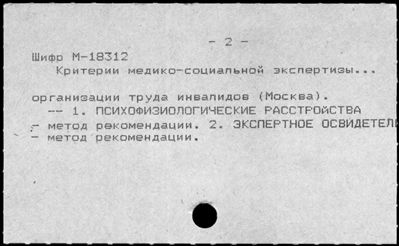 - 2 -
Шифр М-18312
Критерии медико-социальной экспертизы...
организации труда инвалидов (Москва).
-- 1. ПСИХОФИЗИОЛОГИЧЕСКИЕ РАССТРОЙСТВА
- метод рекомендации. 2. ЭКСПЕРТНОЕ ОСВИДЕТЕЛ
- метод рекомендации.